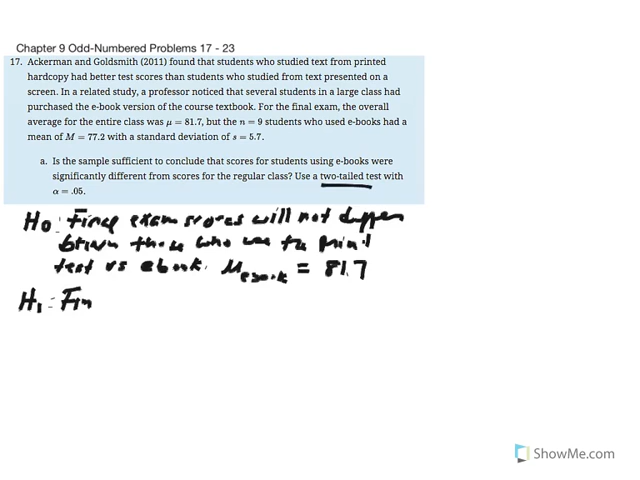 Chapter 9 Odd-Numbered Problems 17 - 23
17. Ackerman and Goldsmith (2011) found that students who studied text from printed
hardcopy had better test scores than students who studied from text presented on a
screen. In a related study, a professor noticed that several students in a large class had
purchased the e-book version of the course textbook. For the final exam, the overall
average for the entire class was μ = 81.7, but the n = 9 students who used e-books had a
mean of M = 77.2 with a standard deviation of s = 5.7.
a. Is the sample sufficient to conclude that scores for students using e-books were
significantly different from scores for the regular class? Use a two-tailed test with
α = .05.
H0: Final exam scores will not differ
who use the print
text vs ebook. μebook = 81.7
H1: Fin
ShowMe.com